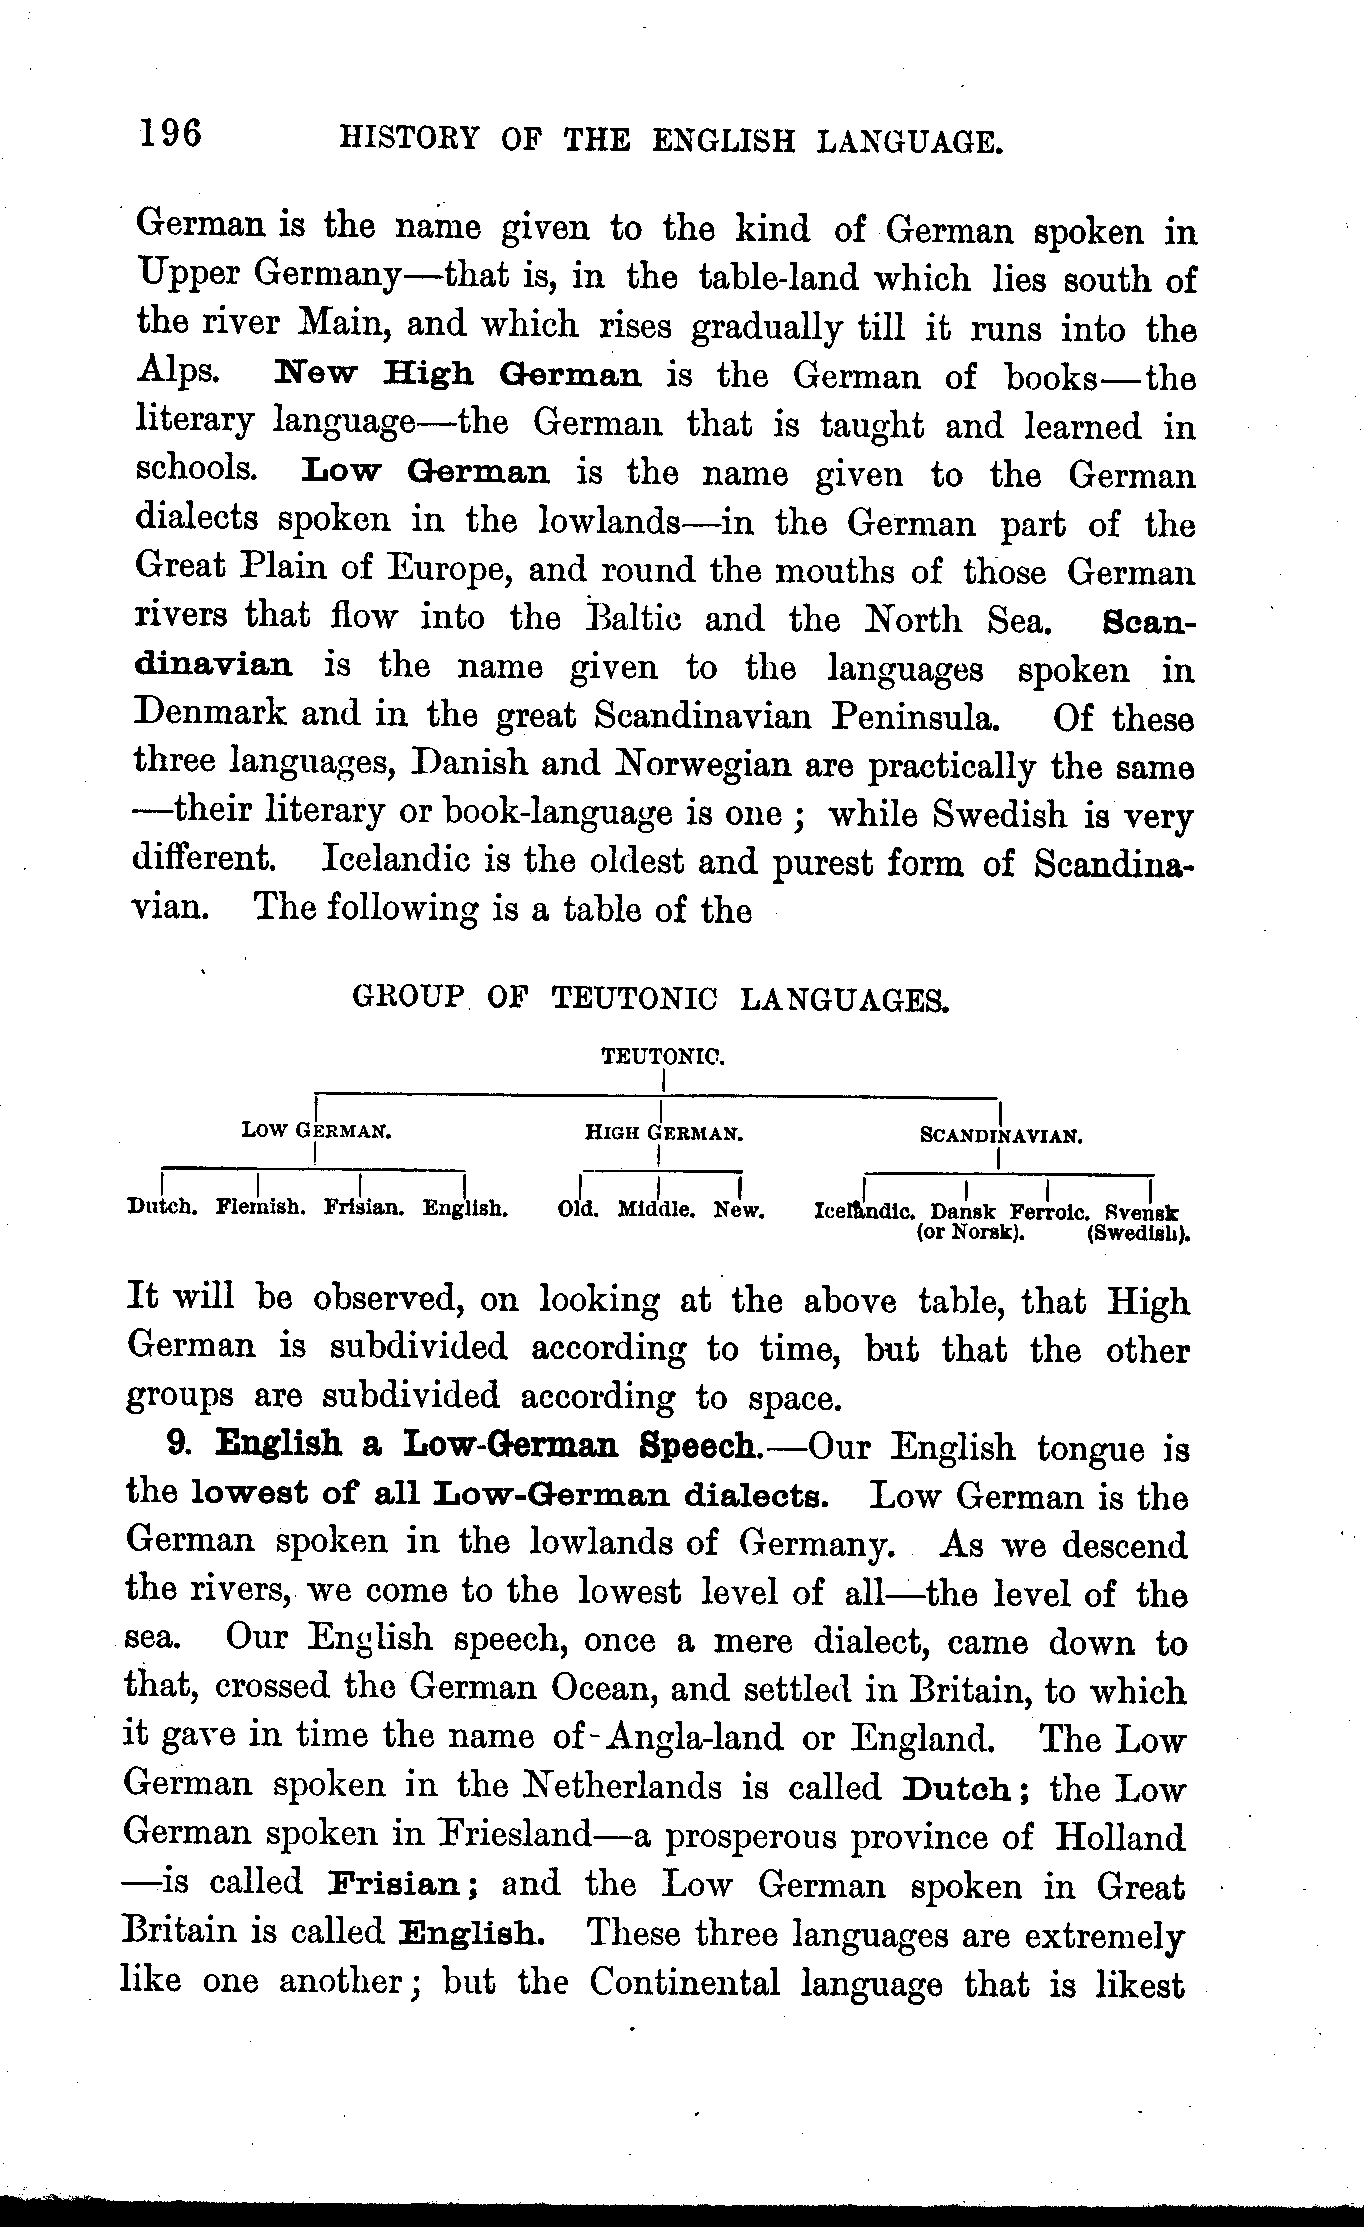 196 HISTORY OF THE ENGLISH LANGUAGE.
German is the name given to the kind of German spoken in
Upper Germany—that is, in the table-land which lies south of
the river Main, and which rises gradually till it runs into the
Alps. New High German is the German of books—the
literary language—the German that is taught and learned in
schools. Low German is the name given to the German
dialects spoken in the lowlands—in the German part of the
Great Plain of Europe, and round the mouths of those German
rivers that flow into the Baltic and the North Sea. Scan-
dinavian is the name given to the languages spoken in
Denmark and in the great Scandinavian Peninsula. Of these
three languages, Danish and Norwegian are practically the same
—their literary or book-language is one; while Swedish is very
different. Icelandic is the oldest and purest form of Scandina-
vian. The following is a table of the
GROUP OF TEUTONIC LANGUAGES.
TEUTONIC.
LOW GERMAN. HIGH GERMAN. SCANDINAVIAN.
Dutch. Flemish. Frisian. English. Old. Middle. New. Icelandic. Dansk Ferroic. Svensk
(or Norsk). (Swedish).
It will be observed, on looking at the above table, that High
German is subdivided according to time, but that the other
groups are subdivided according to space.
9. English a Low-German Speech.—Our English tongue is
the lowest of all Low-German dialects. Low German is the
German spoken in the lowlands of Germany. As we descend
the rivers, we come to the lowest level of all—the level of the
sea. Our English speech, once a mere dialect, came down to
that, crossed the German Ocean, and settled in Britain, to which
it gave in time the name of Angla-land or England. The Low
German spoken in the Netherlands is called Dutch; the Low
German spoken in Friesland—a prosperous province of Holland
—is called Frisian; and the Low German spoken in Great
Britain is called English. These three languages are extremely
like one another; but the Continental language that is likest